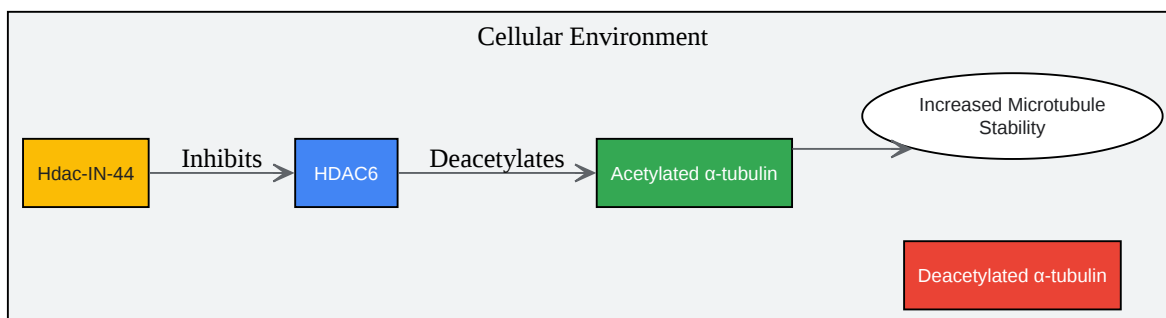 Cellular Environment
Hdac-IN-44
Inhibits
HDAC6
Deacetylates
Acetylated α-tubulin
Increased Microtubule
Stability
Deacetylated α-tubulin